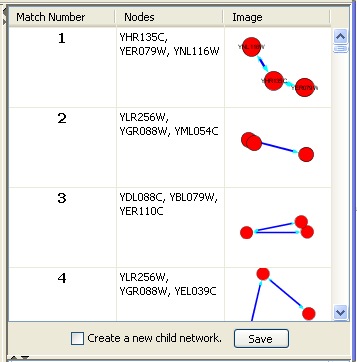 Match Number Nodes Image
1 YHR135C,
YER079W, YNL116W
YNL116W
YHR135C YER079W
2 YLR256W,
YGR088W, YML054C
3 YDL088C, YBL079W,
YER110C
4 YLR256W,
YGR088W, YEL039C
Create a new child network. Save